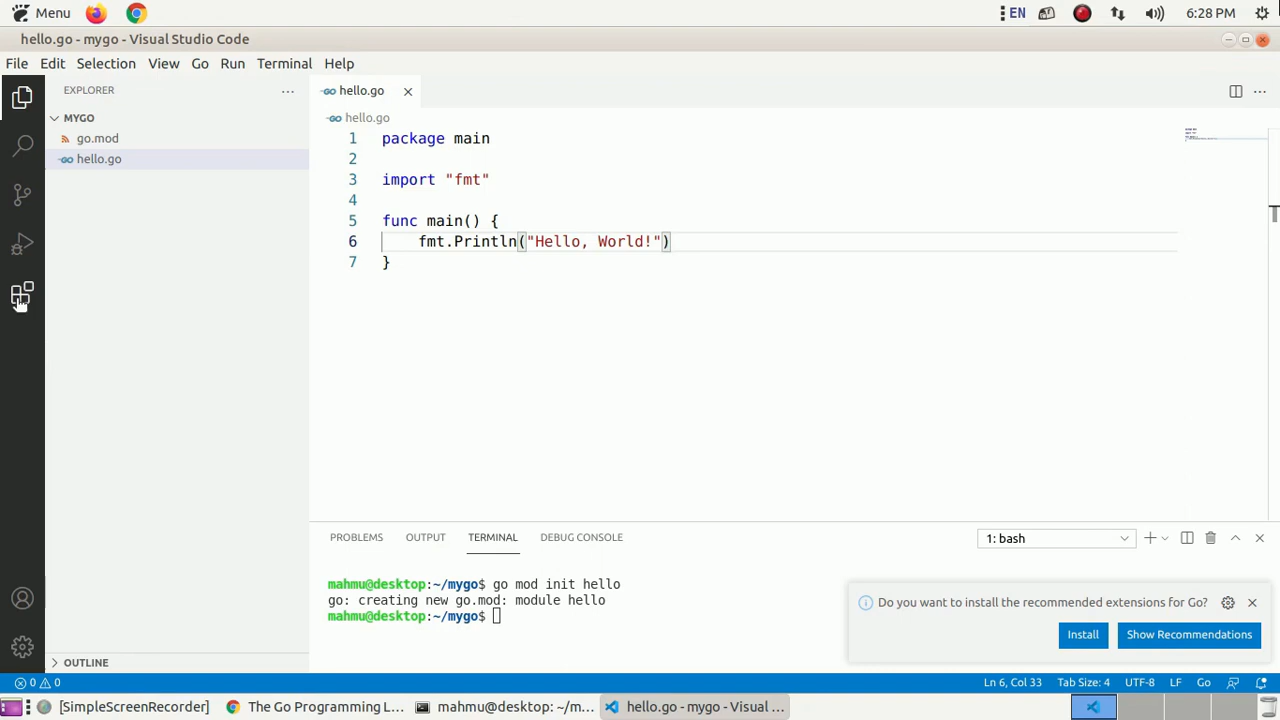 Menu
EN
6:28 PM
hello.go - mygo - Visual Studio Code
File Edit Selection View Go Run Terminal Help
EXPLORER
MYGO
go.mod
hello.go
OUTLINE
hello.go
hello.go
1 package main
2
3 import "fmt"
4
5 func main() {
6 fmt.Println("Hello, World!")
7 }
PROBLEMS OUTPUT TERMINAL DEBUG CONSOLE
1: bash
mahmu@desktop:~/mygo$ go mod init hello
go: creating new go.mod: module hello
mahmu@desktop:~/mygo$
Do you want to install the recommended extensions for Go?
Install
Show Recommendations
0 0
Ln 6, Col 33 Tab Size: 4 UTF-8 LF Go
[SimpleScreenRecorder] The Go Programming L... mahmu@desktop: ~/m... hello.go - mygo - Visual ...